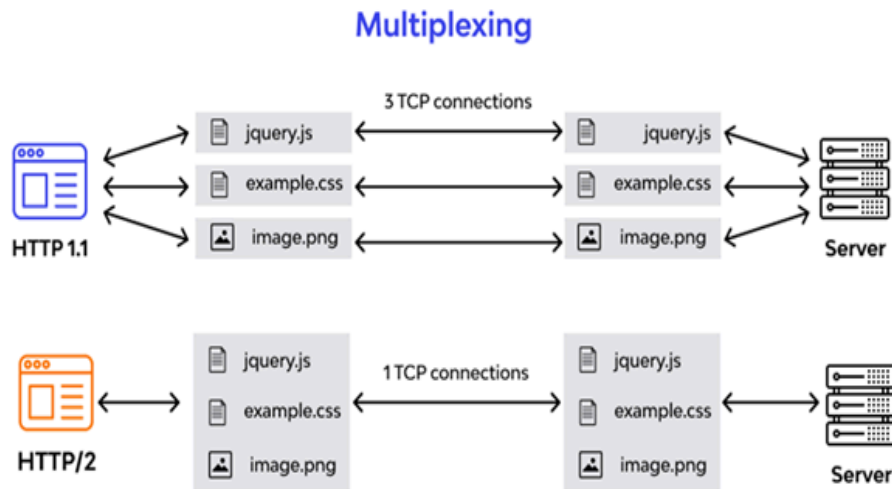 Multiplexing
3 TCP connections
jquery.js
jquery.js
example.css
example.css
image.png
image.png
HTTP 1.1
Server
jquery.js
jquery.js
1 TCP connections
example.css
example.css
image.png
image.png
HTTP/2
Server